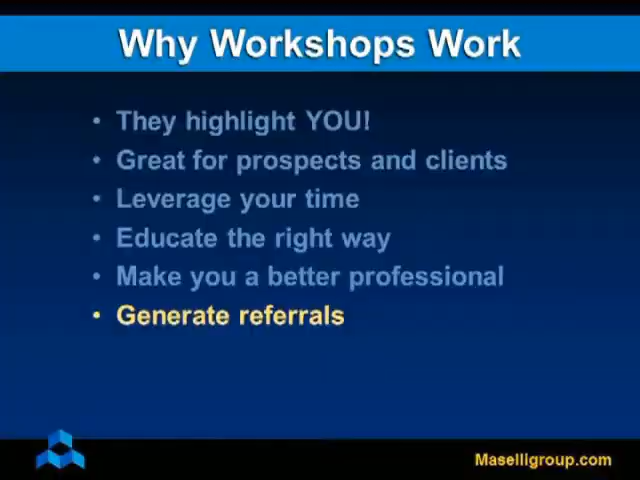 Why Workshops Work
• They highlight YOU!
• Great for prospects and clients
• Leverage your time
• Educate the right way
• Make you a better professional
• Generate referrals
Maselligroup.com